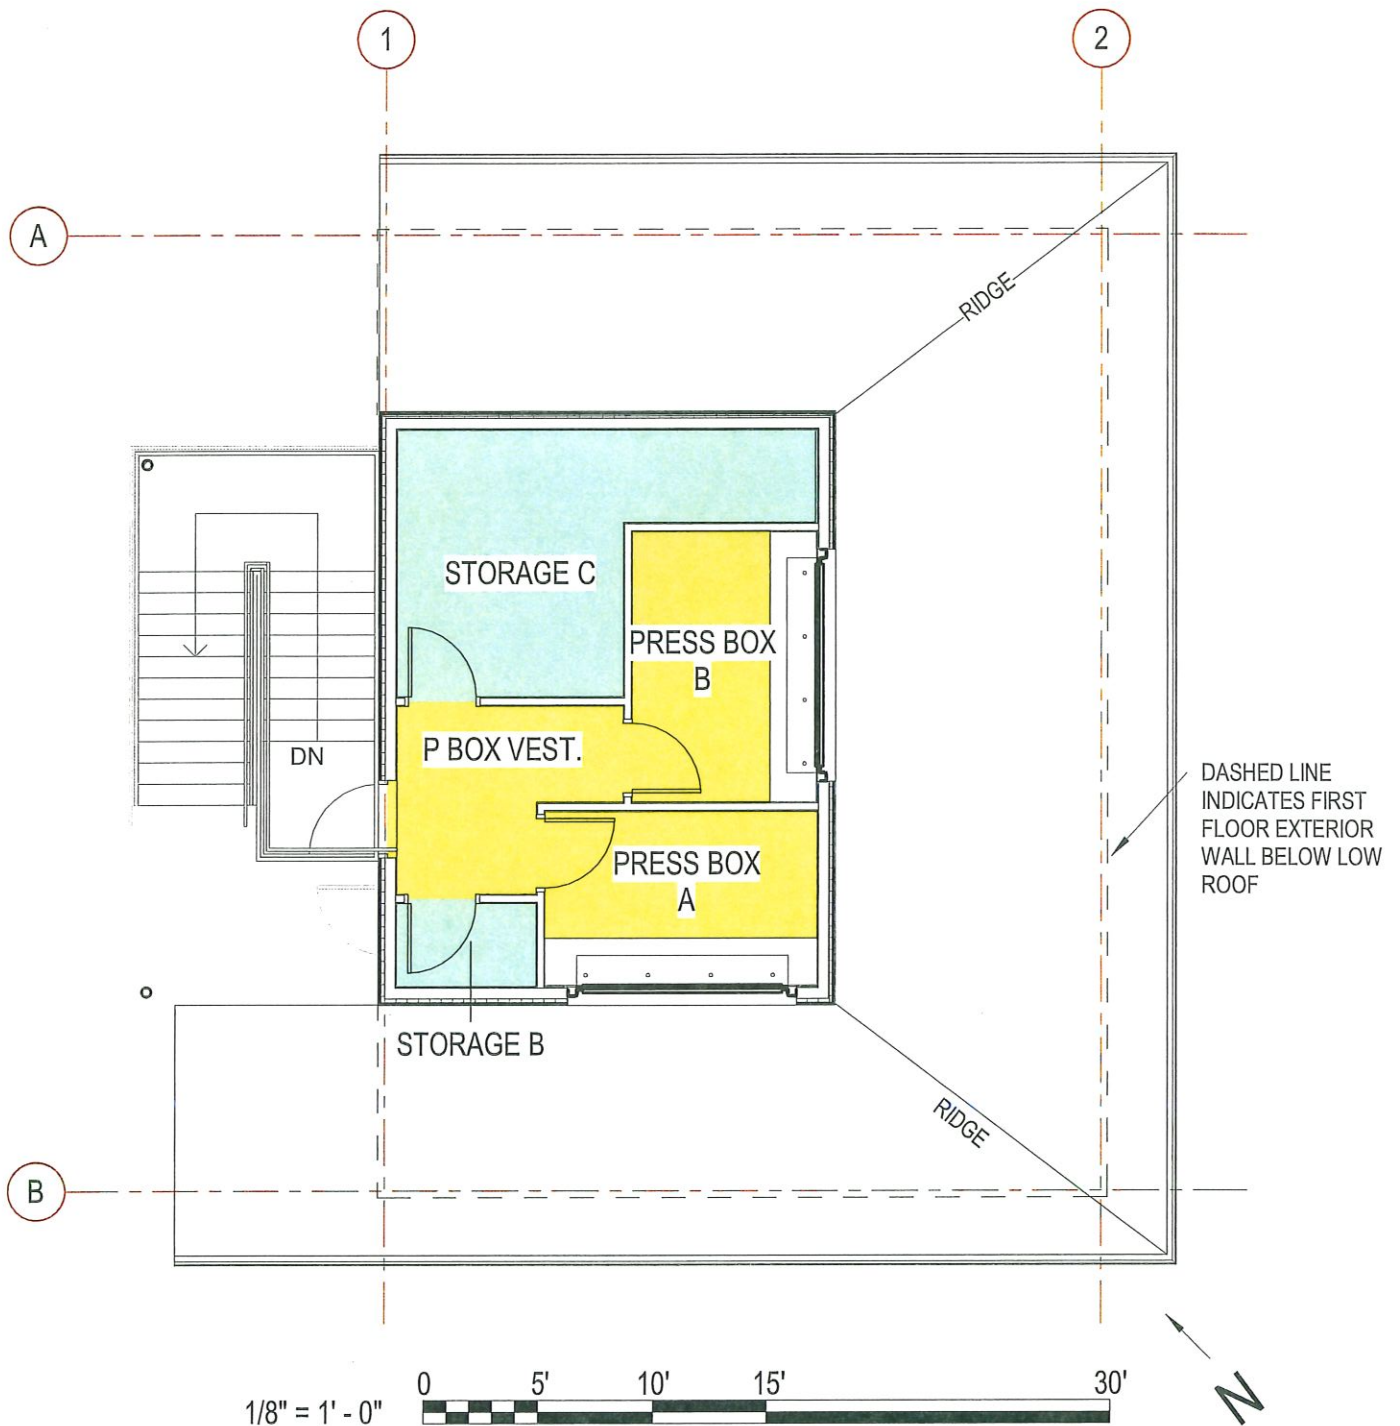 1
2
A
RIDGE
STORAGE C
PRESS BOX
B
P BOX VEST.
DN
DASHED LINE
INDICATES FIRST
FLOOR EXTERIOR
WALL BELOW LOW
ROOF
PRESS BOX
A
STORAGE B
RIDGE
B
N
0 5' 10' 15' 30'
1/8" = 1' - 0"